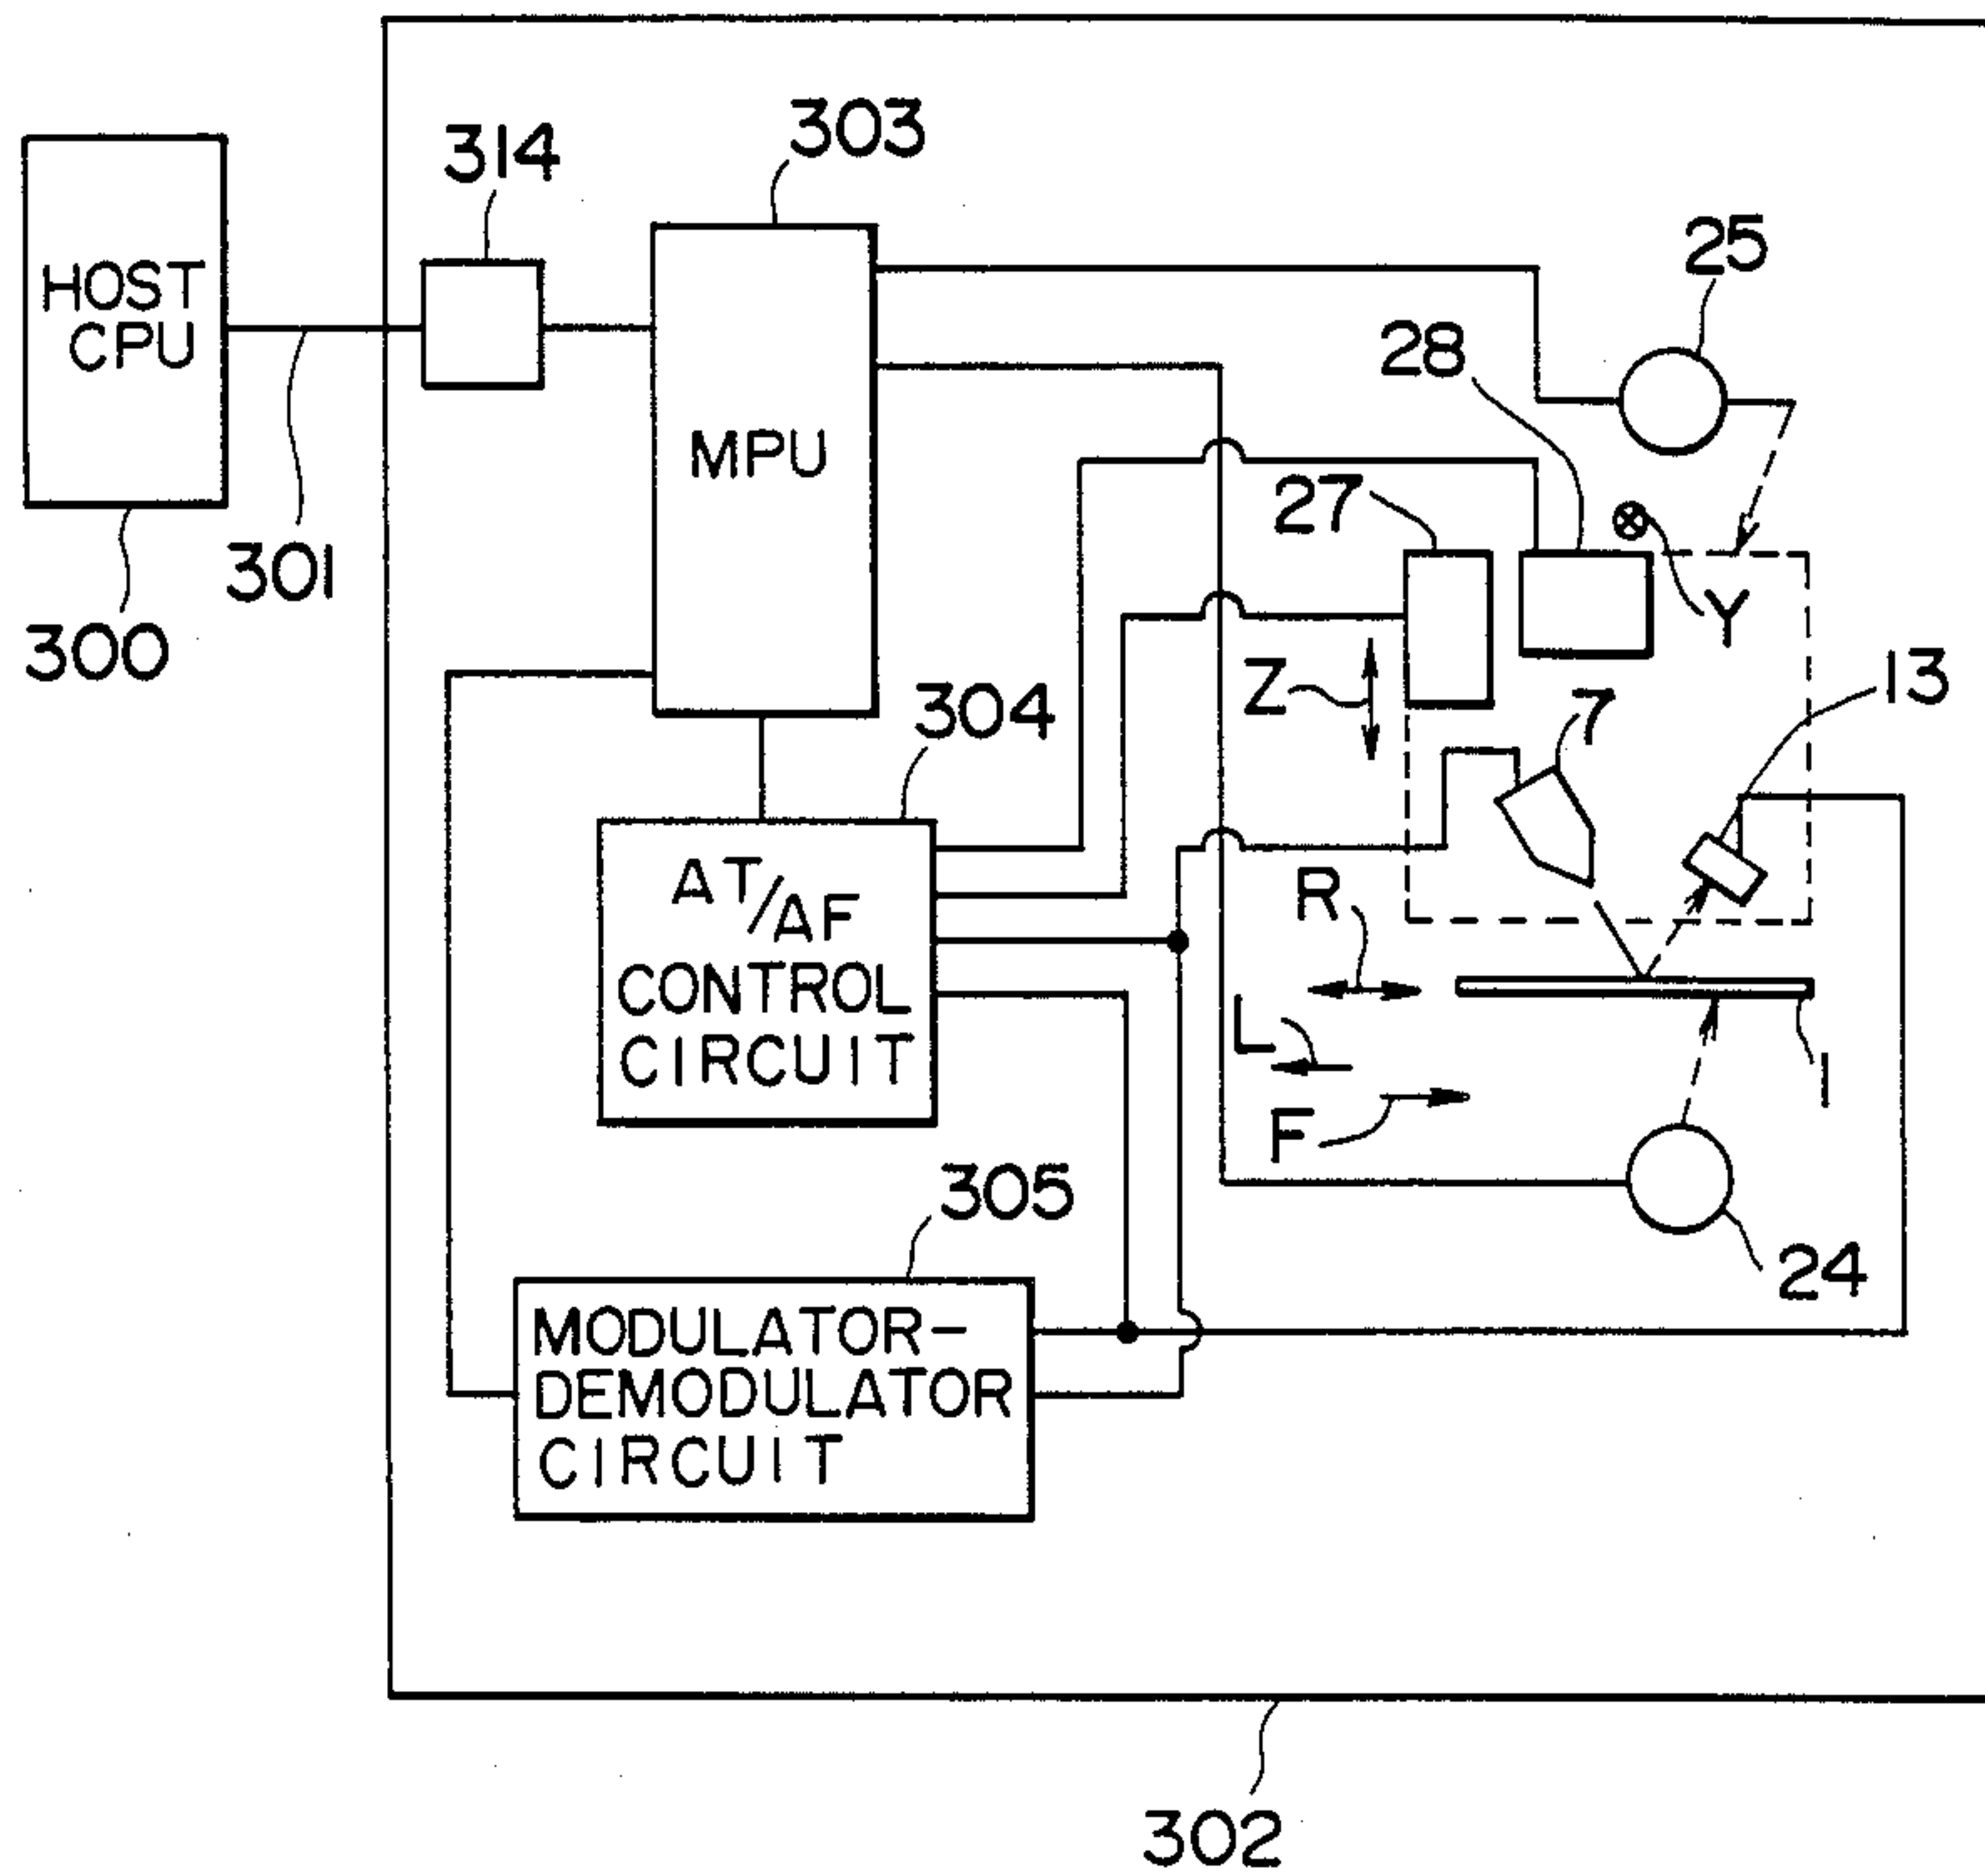 303
314
25
HOST
CPU
28
MPU
27
301
Y
300
Z
304
13
7
AT/AF
CONTROL
CIRCUIT
R
L
1
F
305
24
MODULATOR-
DEMODULATOR
CIRCUIT
302